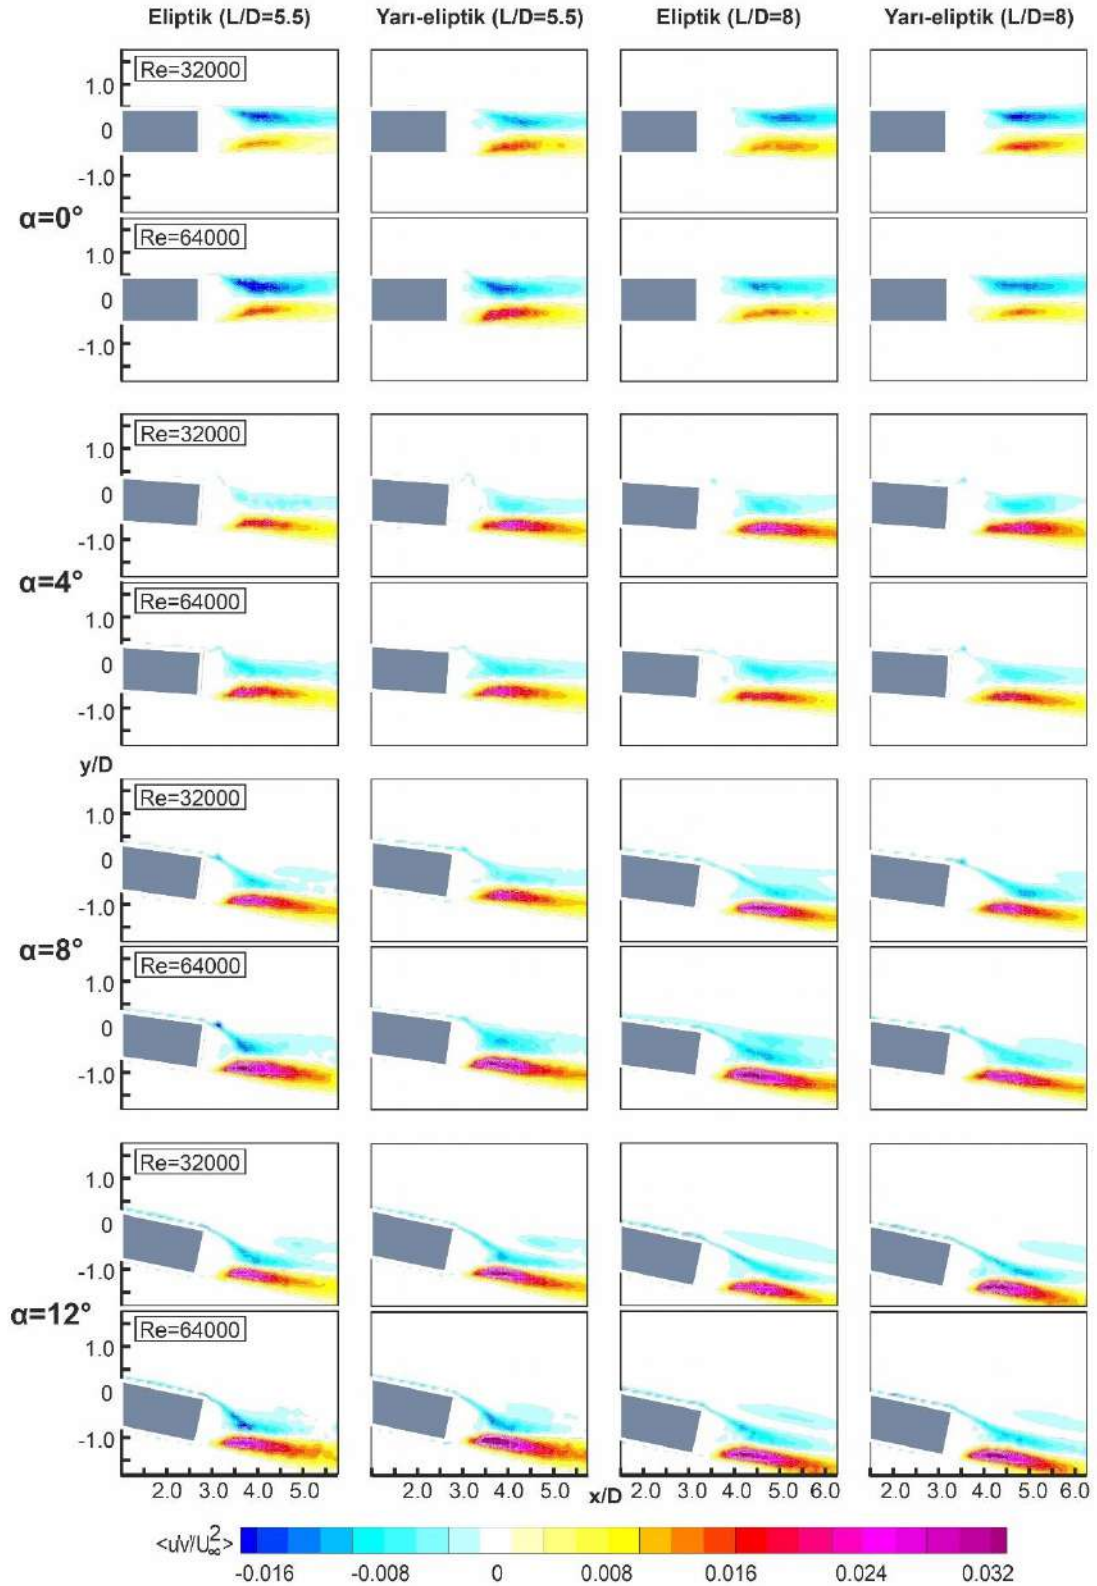 Eliptik (L/D=5.5) Yarı-eliptik (L/D=5.5) Eliptik (L/D=8) Yarı-eliptik (L/D=8)
Re=32000
1.0
0
-1.0
α=0°
Re=64000
1.0
0
-1.0
Re=32000
1.0
0
-1.0
α=4°
Re=64000
1.0
0
-1.0
y/D
Re=32000
1.0
0
-1.0
α=8°
Re=64000
1.0
0
-1.0
Re=32000
1.0
0
-1.0
α=12°
Re=64000
1.0
0
-1.0
2.0 3.0 4.0 5.0 2.0 3.0 4.0 5.0 x/D 2.0 3.0 4.0 5.0 6.0 2.0 3.0 4.0 5.0 6.0
<u'v'/U∞²>
-0.016 -0.008 0 0.008 0.016 0.024 0.032